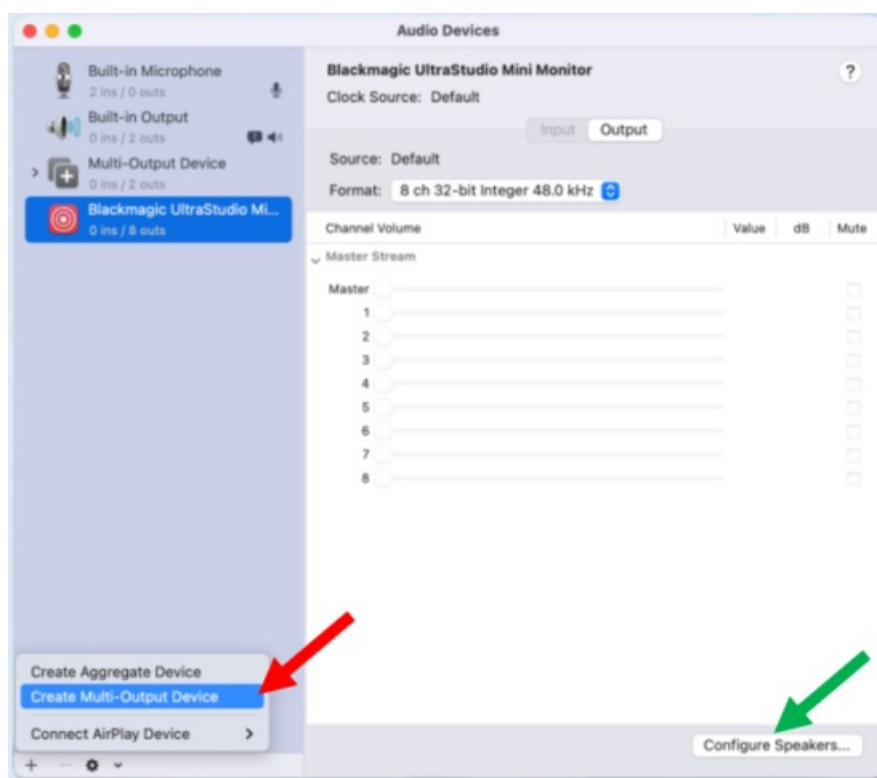 Audio Devices
Built-in Microphone
2 ins / 0 outs
Built-in Output
0 ins / 2 outs
Multi-Output Device
0 ins / 2 outs
Blackmagic UltraStudio Mi...
0 ins / 8 outs
Create Aggregate Device
Create Multi-Output Device
Connect AirPlay Device >
+ −
Blackmagic UltraStudio Mini Monitor
?
Clock Source: Default
Input Output
Source: Default
Format: 8 ch 32-bit Integer 48.0 kHz
Channel Volume Value dB Mute
Master Stream
Master
1
2
3
4
5
6
7
8
Configure Speakers...